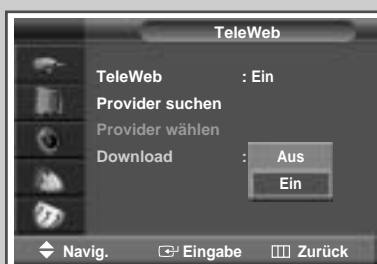 TeleWeb
TeleWeb : Ein
Provider suchen
Provider wählen
Download : Aus
Ein
Navig. Eingabe Zurück